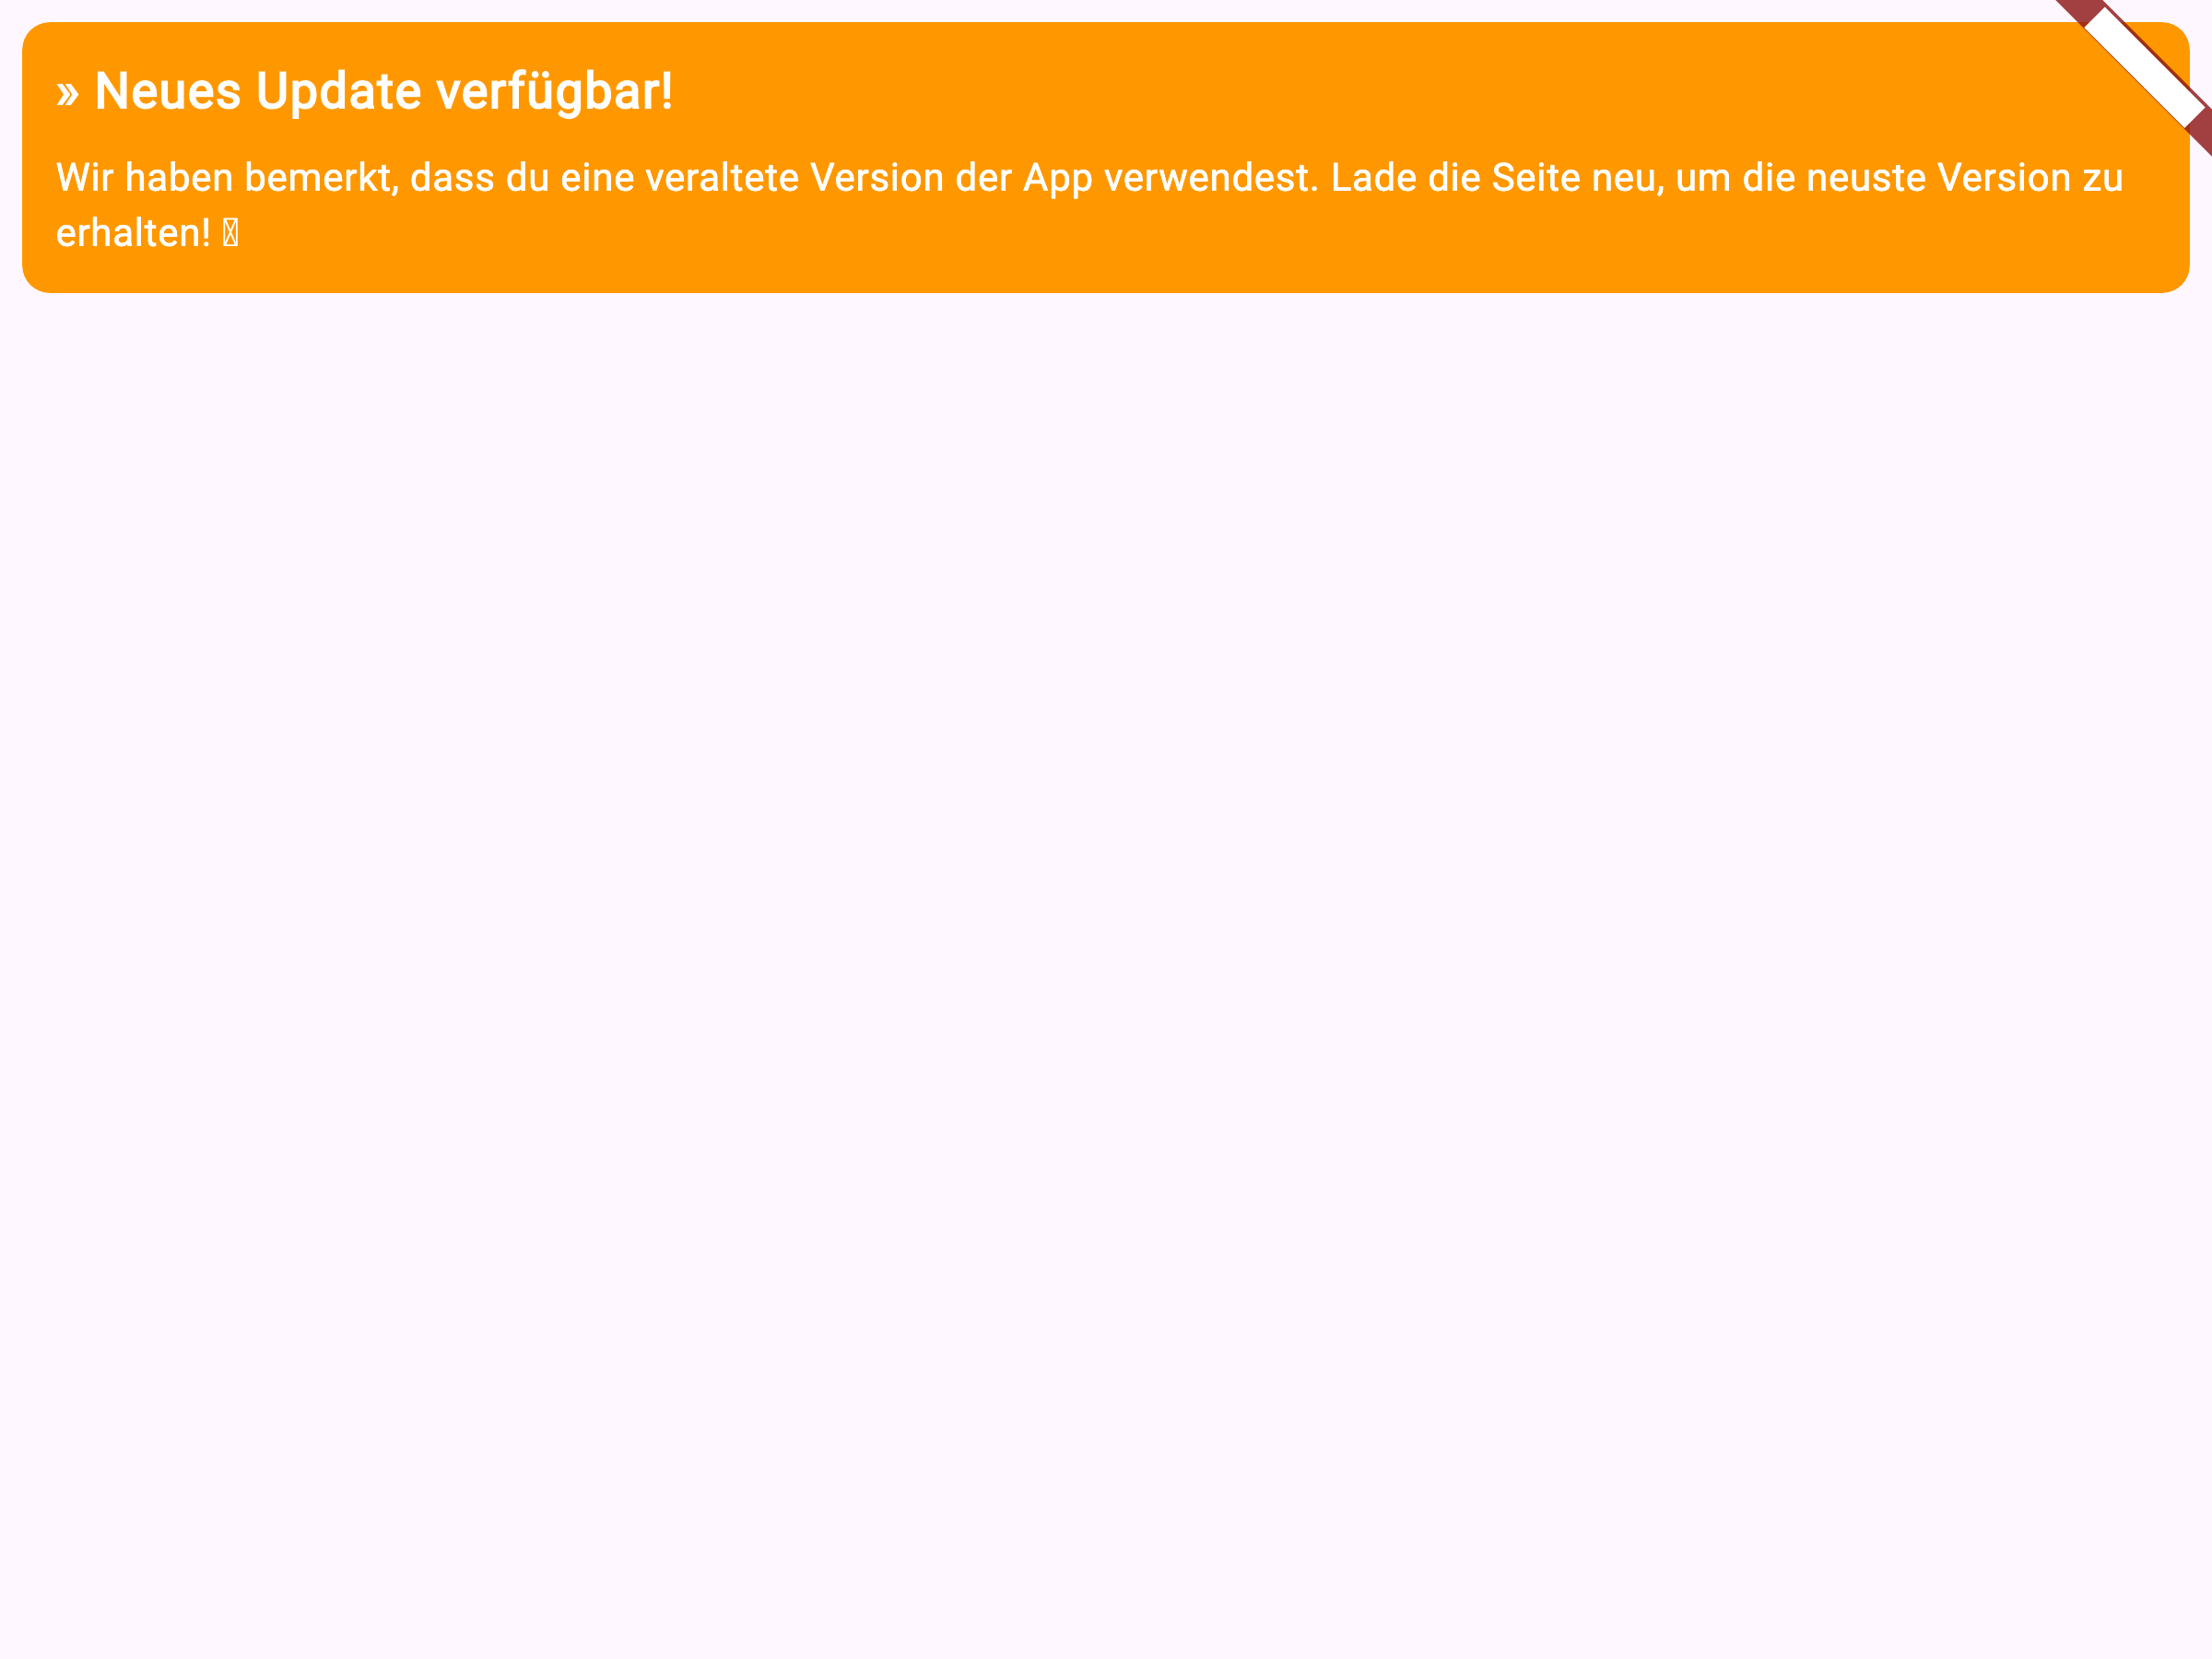 » Neues Update verfügbar!
Wir haben bemerkt, dass du eine veraltete Version der App verwendest. Lade die Seite neu, um die neuste Version zu
erhalten!